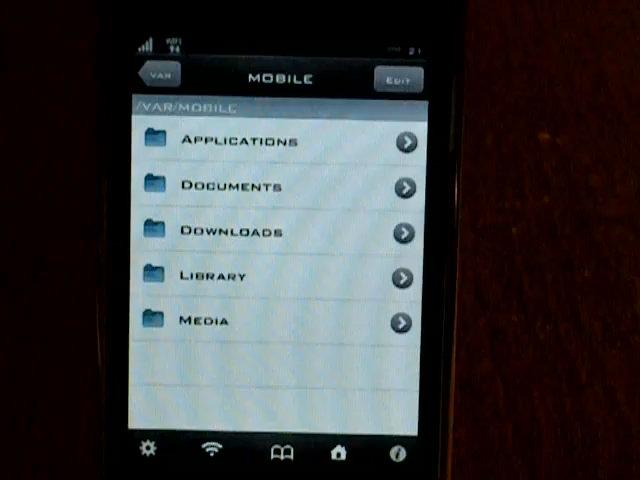 VAR
MOBILE
EDIT
/VAR/MOBILE
APPLICATIONS
DOCUMENTS
DOWNLOADS
LIBRARY
MEDIA